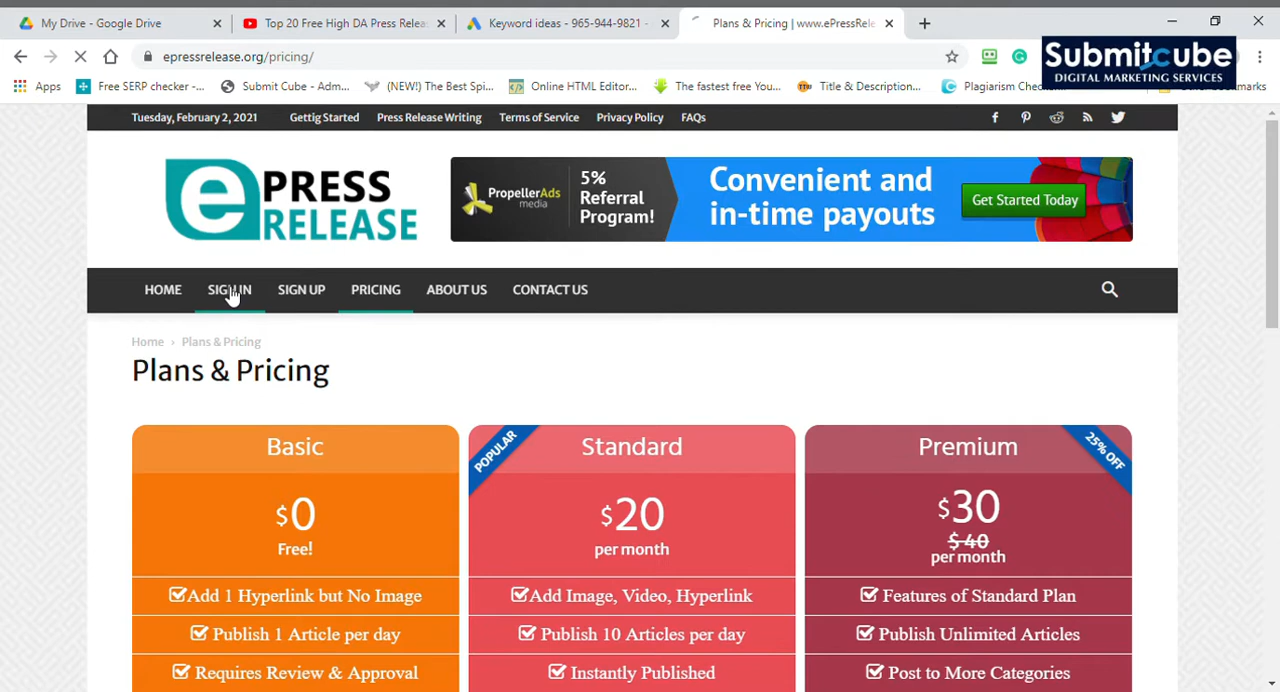 My Drive - Google Drive
Top 20 Free High DA Press Relea
Keyword ideas - 965-944-9821 -
Plans & Pricing | www.ePressRele
epressrelease.org/pricing/
Submitcube
DIGITAL MARKETING SERVICES
Apps
Free SERP checker -...
Submit Cube - Adm...
(NEW!) The Best Spi...
Online HTML Editor...
The fastest free You...
Title & Description...
Plagiarism Chec
okmarks
Tuesday, February 2, 2021
Gettig Started
Press Release Writing
Terms of Service
Privacy Policy
FAQs
e PRESS
RELEASE
PropellerAds
media
5%
Referral
Program!
Convenient and
in-time payouts
Get Started Today
HOME
SIGN IN
SIGN UP
PRICING
ABOUT US
CONTACT US
Home › Plans & Pricing
Plans & Pricing
Basic
$0
Free!
Add 1 Hyperlink but No Image
Publish 1 Article per day
Requires Review & Approval
POPULAR
Standard
$20
per month
Add Image, Video, Hyperlink
Publish 10 Articles per day
Instantly Published
25% OFF
Premium
$30
$ 40
per month
Features of Standard Plan
Publish Unlimited Articles
Post to More Categories